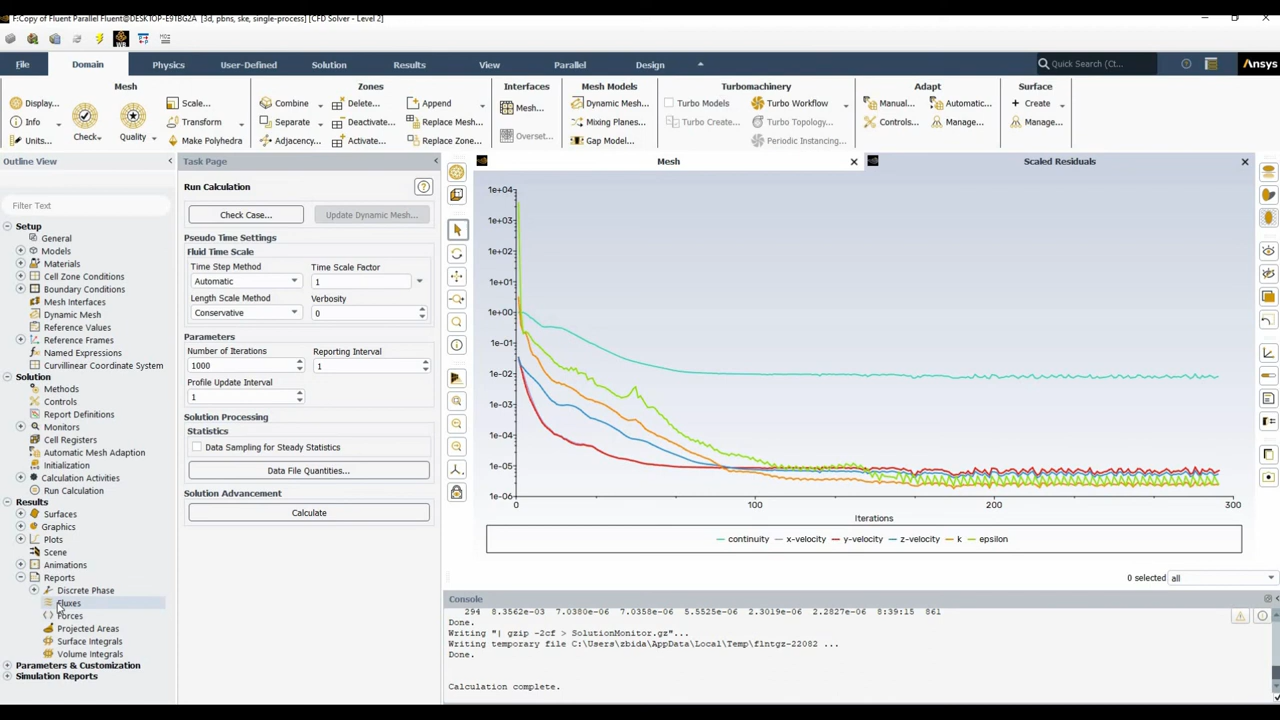 F:Copy of Fluent Parallel Fluent@DESKTOP-E9TBG2A [3d, pbns, ske, single-process] [CFD Solver - Level 2]
File Domain Physics User-Defined Solution Results View Parallel Design Quick Search (Ct... Ansys
Mesh Zones Interfaces Mesh Models Turbomachinery Adapt Surface
Display... Scale... Combine Delete... Append Mesh... Dynamic Mesh... Turbo Models Turbo Workflow Manual... Automatic... Create
Info Transform Separate Deactivate... Replace Mesh... Mixing Planes... Turbo Create... Turbo Topology... Controls... Manage... Manage...
Check Quality
Units... Make Polyhedra Adjacency... Activate... Replace Zone... Overset... Gap Model... Periodic Instancing...
Outline View
Filter Text
Setup
General
Models
Materials
Cell Zone Conditions
Boundary Conditions
Mesh Interfaces
Dynamic Mesh
Reference Values
Reference Frames
Named Expressions
Curvilinear Coordinate System
Solution
Methods
Controls
Report Definitions
Monitors
Cell Registers
Automatic Mesh Adaption
Initialization
Calculation Activities
Run Calculation
Results
Surfaces
Graphics
Plots
Scene
Animations
Reports
Discrete Phase
Fluxes
Forces
Projected Areas
Surface Integrals
Volume Integrals
Parameters & Customization
Simulation Reports
Task Page
Run Calculation
Check Case... Update Dynamic Mesh...
Pseudo Time Settings
Fluid Time Scale
Time Step Method Time Scale Factor
Automatic 1
Length Scale Method Verbosity
Conservative 0
Parameters
Number of Iterations Reporting Interval
1000 1
Profile Update Interval
1
Solution Processing
Statistics
Data Sampling for Steady Statistics
Data File Quantities...
Solution Advancement
Calculate
Mesh Scaled Residuals
1e+04
1e+03
1e+02
1e+01
1e+00
1e-01
1e-02
1e-03
1e-04
1e-05
1e-06
0 100 200 300
Iterations
continuity x-velocity y-velocity z-velocity k epsilon
0 selected all
Console
294 8.3562e-03 7.0380e-06 7.0358e-06 5.5525e-06 2.3019e-06 2.2827e-06 8:39:15 861
Done.
Writing "| gzip -2cf > SolutionMonitor.gz"...
Writing temporary file C:\Users\zbida\AppData\Local\Temp\flntgz-22082 ...
Done.
Calculation complete.